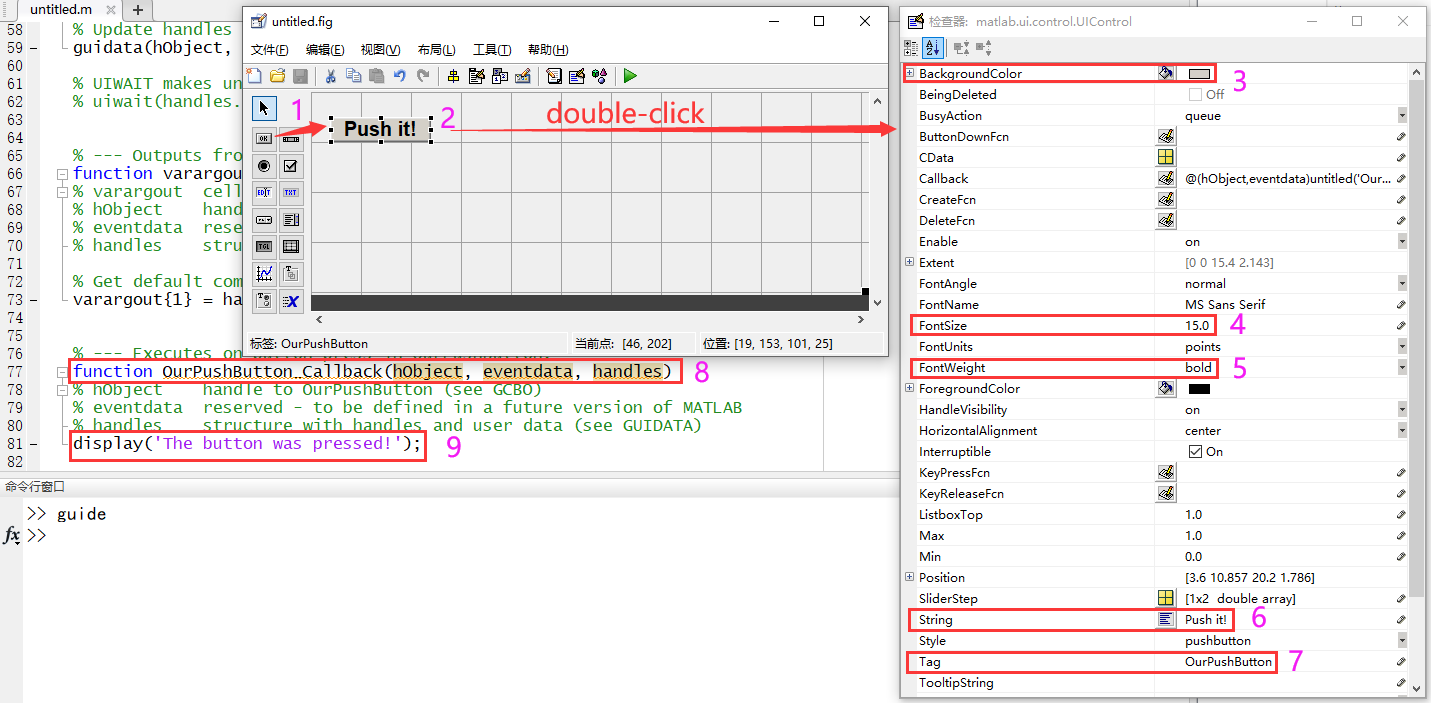 untitled.m
58 % Update handles
59 guidata(hObject,
60
61 % UIWAIT makes un
62 % uiwait(handles.
63
64
65 % --- Outputs fro
66 function varargou
67 % varargout cell
68 % hObject hand
69 % eventdata rese
70 % handles stru
71
72 % Get default com
73 varargout{1} = ha
74
75
76 % --- Executes on
77 function OurPushButton_Callback(hObject, eventdata, handles) 8
78 % hObject handle to OurPushButton (see GCBO)
79 % eventdata reserved - to be defined in a future version of MATLAB
80 % handles structure with handles and user data (see GUIDATA)
81 display('The button was pressed!'); 9
82
命令行窗口
>> guide
fx >>
untitled.fig
文件(F) 编辑(E) 视图(V) 布局(L) 工具(T) 帮助(H)
1
OK
Push it!
2
double-click
EDIT TXT
TGL
标签: OurPushButton 当前点: [46, 202] 位置: [19, 153, 101, 25]
检查器: matlab.ui.control.UIControl
BackgroundColor 3
BeingDeleted Off
BusyAction queue
ButtonDownFcn
CData
Callback @(hObject,eventdata)untitled('Our...
CreateFcn
DeleteFcn
Enable on
Extent [0 0 15.4 2.143]
FontAngle normal
FontName MS Sans Serif
FontSize 15.0 4
FontUnits points
FontWeight bold 5
ForegroundColor
HandleVisibility on
HorizontalAlignment center
Interruptible On
KeyPressFcn
KeyReleaseFcn
ListboxTop 1.0
Max 1.0
Min 0.0
Position [3.6 10.857 20.2 1.786]
SliderStep [1x2 double array]
String Push it! 6
Style pushbutton
Tag OurPushButton 7
TooltipString